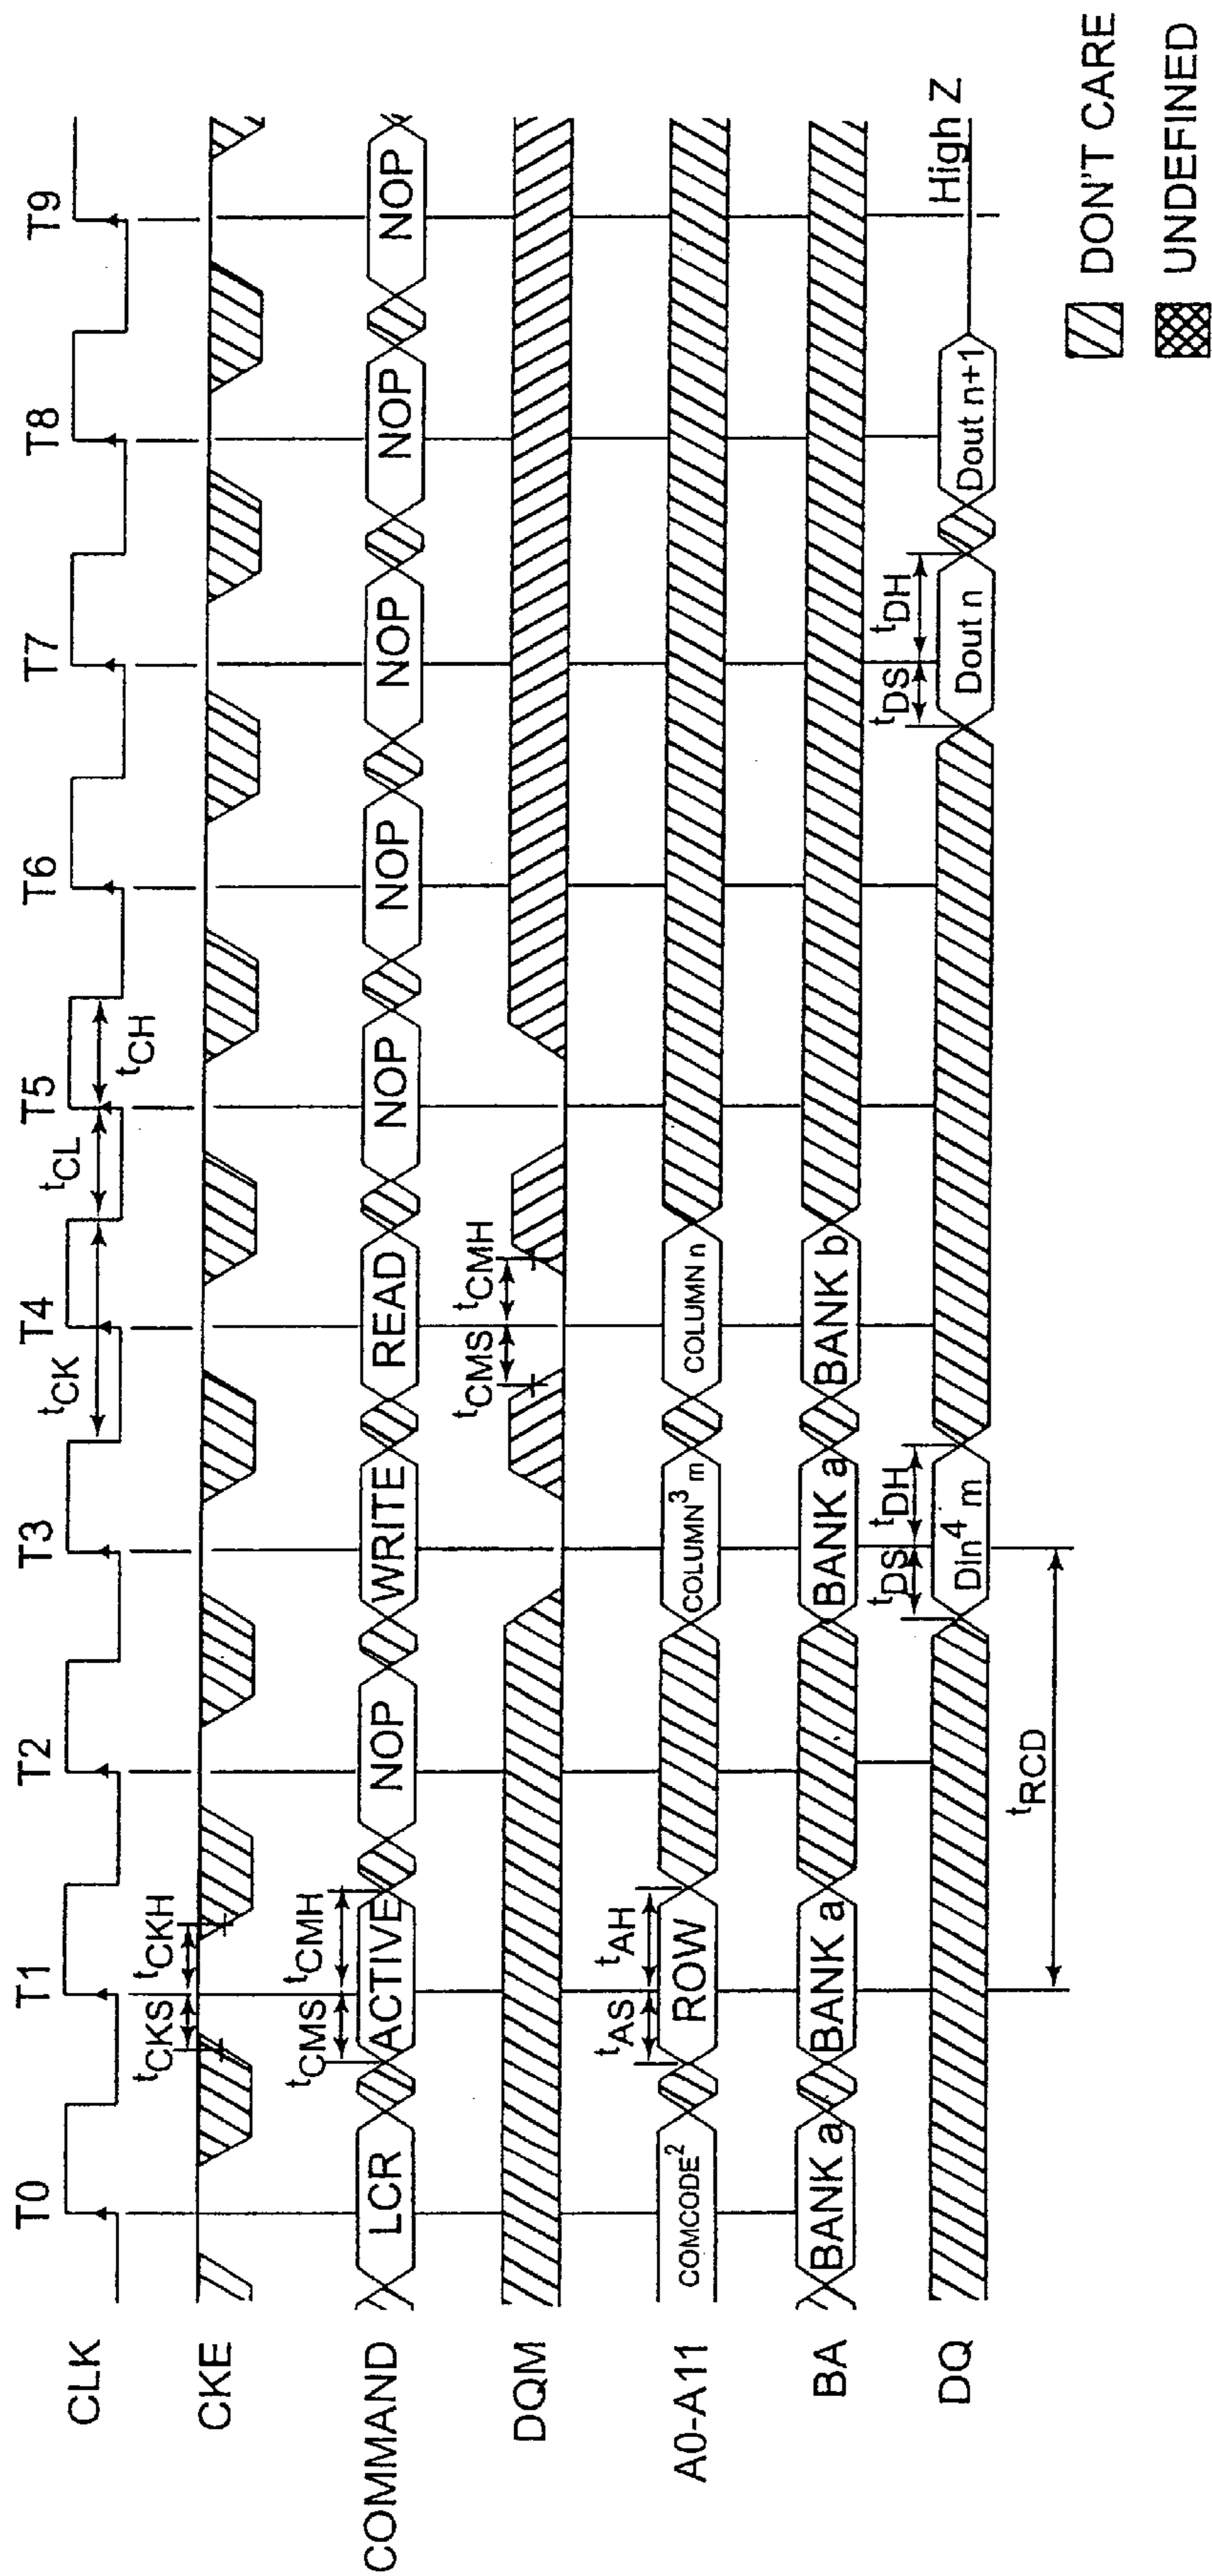 T0 T1 T2 T3 T4 T5 T6 T7 T8 T9
tCK tCL tCH
CLK
tCKS tCKH
CKE
tCMS tCMH
COMMAND LCR ACTIVE NOP WRITE READ NOP NOP NOP NOP NOP
tCMS tCMH
DQM
tAS tAH
A0-A11 COMCODE² ROW COLUMN³ m COLUMN n
BA BANK a BANK a BANK a BANK b
tDS tDH tDS tDH
DQ Din⁴ m Dout n Dout n+1 High Z
tRCD
DON'T CARE
UNDEFINED